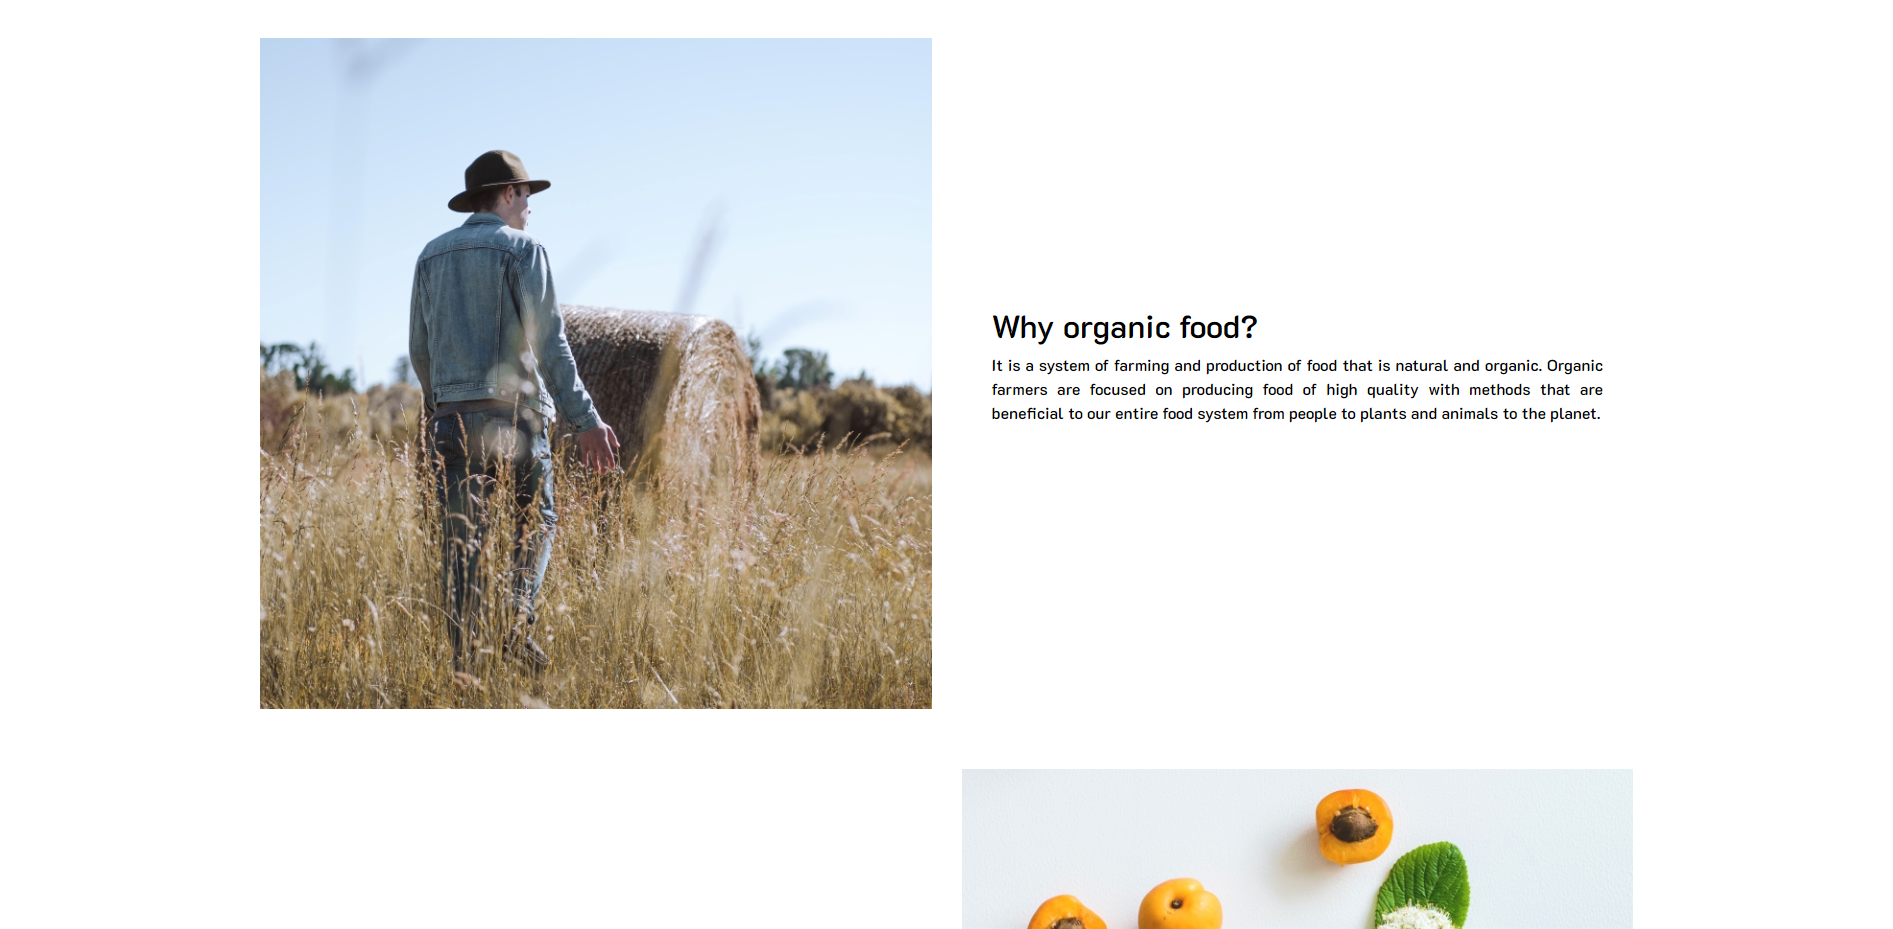 Why organic food?
It is a system of farming and production of food that is natural and organic. Organic
farmers are focused on producing food of high quality with methods that are
beneficial to our entire food system from people to plants and animals to the planet.